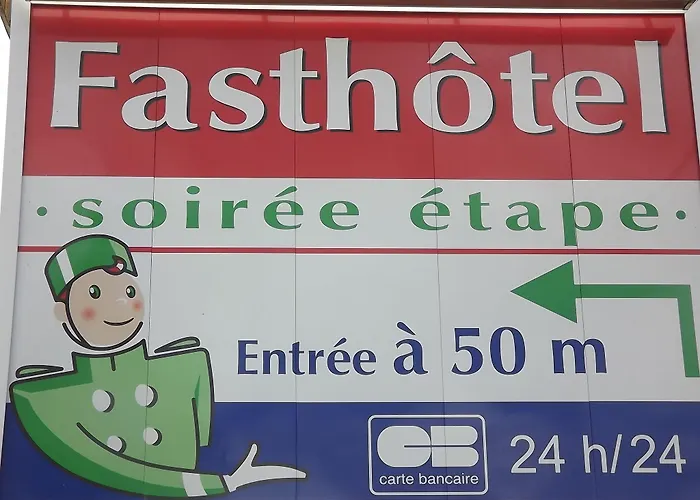 Fasthôtel
· soirée étape ·
Entrée à 50 m
CB
carte bancaire
24 h/24